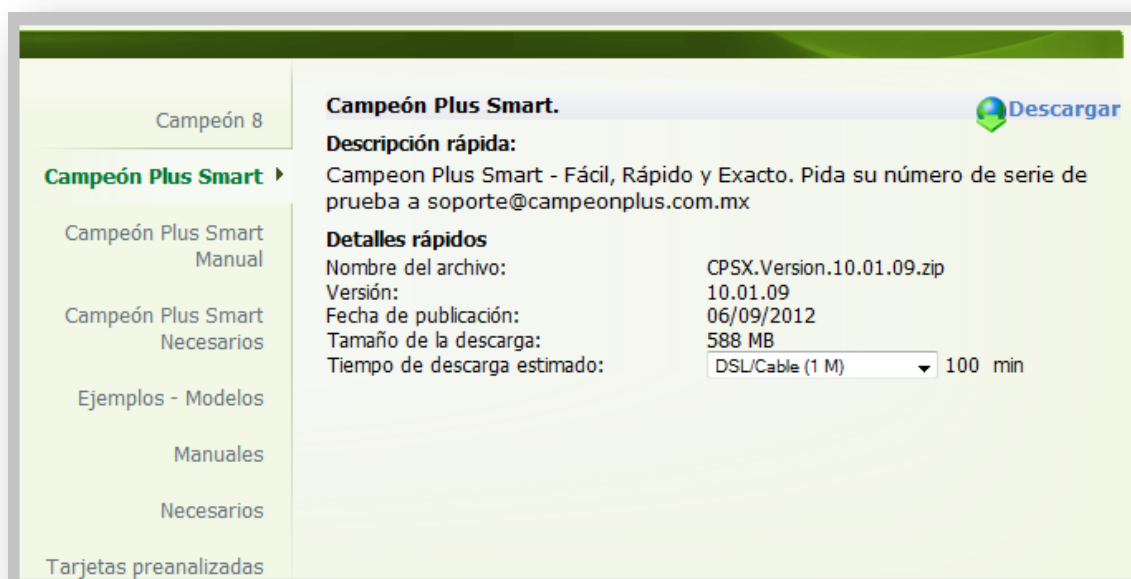 Campeón 8
Campeón Plus Smart
Campeón Plus Smart
Manual
Campeón Plus Smart
Necesarios
Ejemplos - Modelos
Manuales
Necesarios
Tarjetas preanalizadas
Campeón Plus Smart.
Descargar
Descripción rápida:
Campeon Plus Smart - Fácil, Rápido y Exacto. Pida su número de serie de
prueba a soporte@campeonplus.com.mx
Detalles rápidos
Nombre del archivo: CPSX.Version.10.01.09.zip
Versión: 10.01.09
Fecha de publicación: 06/09/2012
Tamaño de la descarga: 588 MB
Tiempo de descarga estimado: DSL/Cable (1 M) 100 min